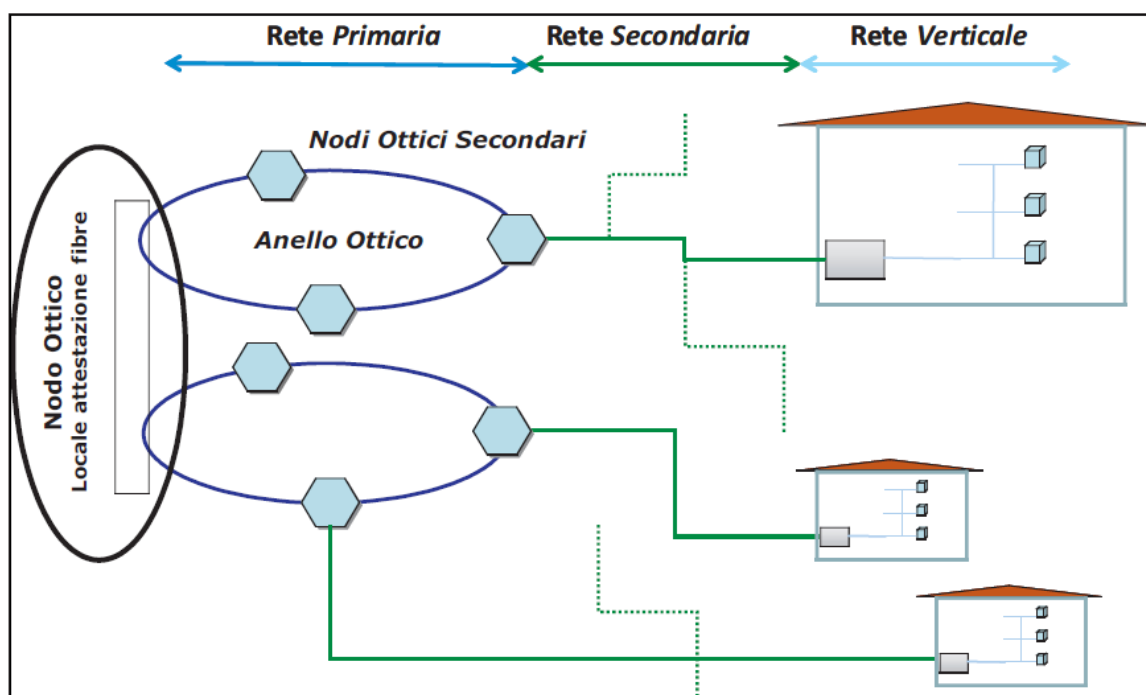 Rete Primaria
Rete Secondaria
Rete Verticale
Nodi Ottici Secondari
Anello Ottico
Nodo Ottico
Locale attestazione fibre